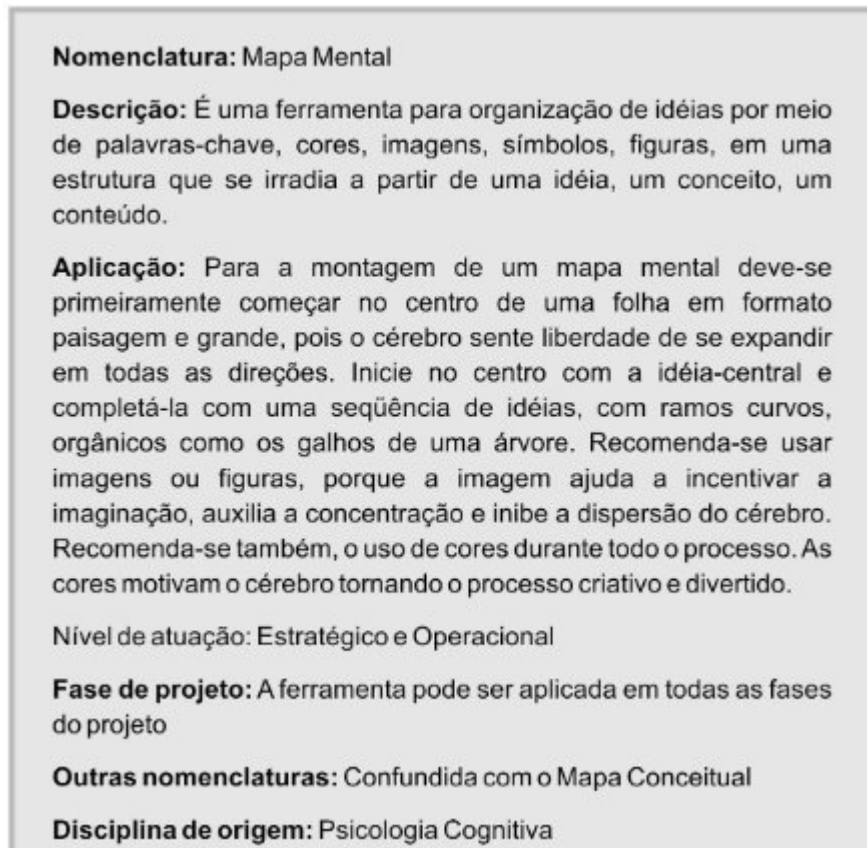 Nomenclatura: Mapa Mental
Descrição: É uma ferramenta para organização de idéias por meio
de palavras-chave, cores, imagens, símbolos, figuras, em uma
estrutura que se irradia a partir de uma idéia, um conceito, um
conteúdo.
Aplicação: Para a montagem de um mapa mental deve-se
primeiramente começar no centro de uma folha em formato
paisagem e grande, pois o cérebro sente liberdade de se expandir
em todas as direções. Inicie no centro com a idéia-central e
completá-la com uma seqüência de idéias, com ramos curvos,
orgânicos como os galhos de uma árvore. Recomenda-se usar
imagens ou figuras, porque a imagem ajuda a incentivar a
imaginação, auxilia a concentração e inibe a dispersão do cérebro.
Recomenda-se também, o uso de cores durante todo o processo. As
cores motivam o cérebro tornando o processo criativo e divertido.
Nível de atuação: Estratégico e Operacional
Fase de projeto: A ferramenta pode ser aplicada em todas as fases
do projeto
Outras nomenclaturas: Confundida com o Mapa Conceitual
Disciplina de origem: Psicologia Cognitiva